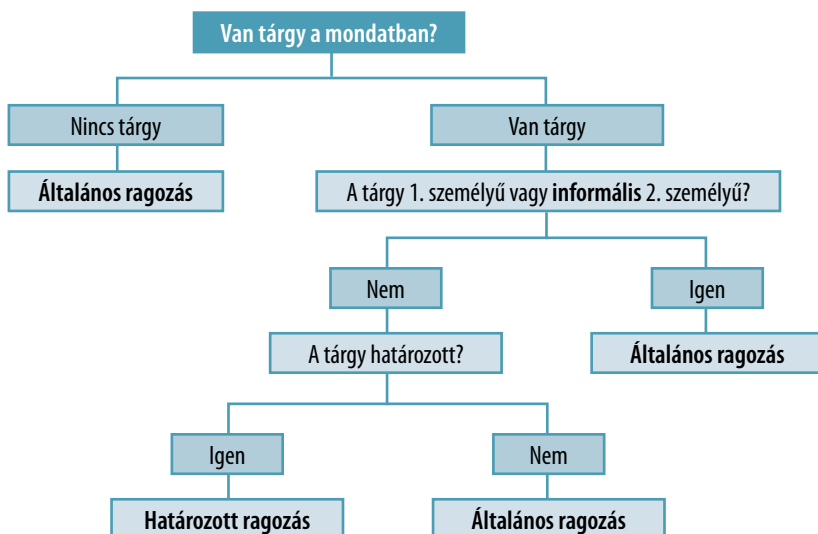 Van tárgy a mondatban?
Nincs tárgy
Van tárgy
Általános ragozás
A tárgy 1. személyű vagy informális 2. személyű?
Nem
Igen
A tárgy határozott?
Általános ragozás
Igen
Nem
Határozott ragozás
Általános ragozás